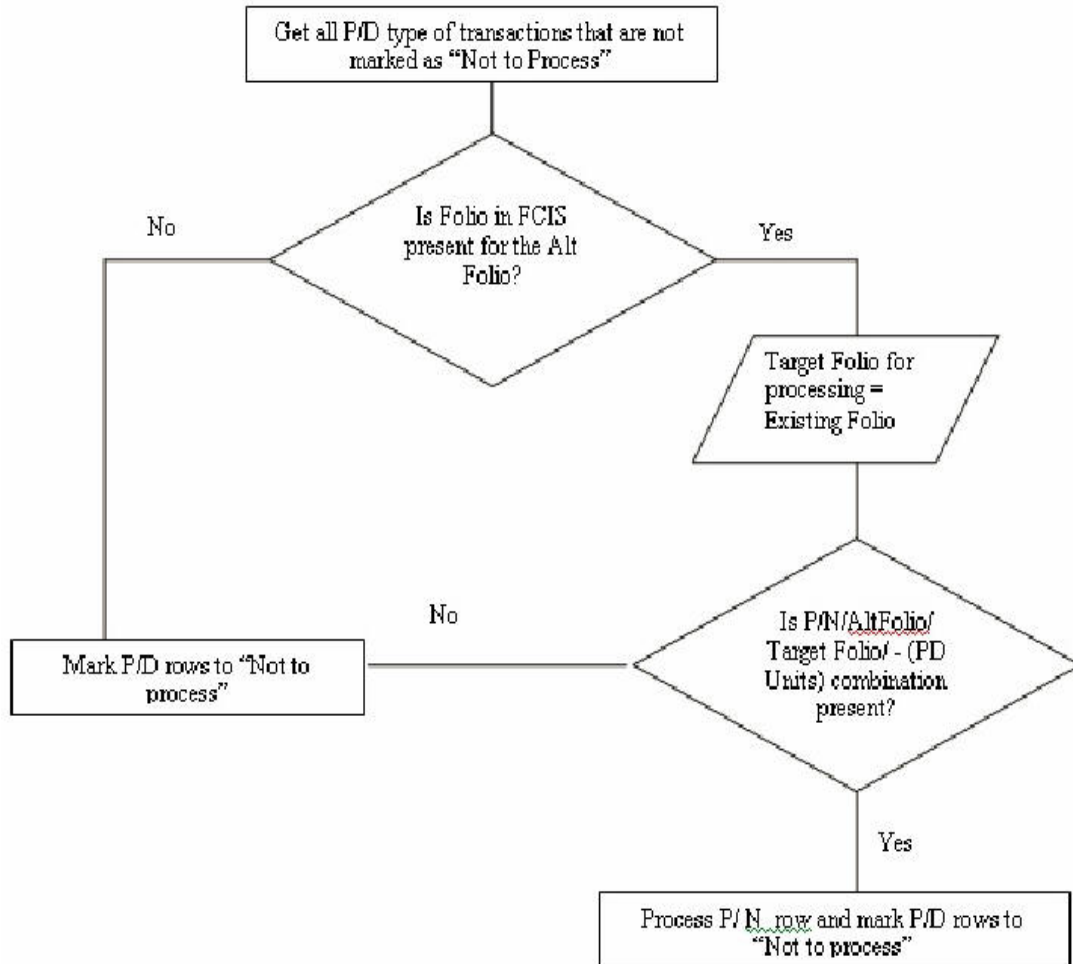 Get all P/D type of transactions that are not
marked as “Not to Process”
Is Folio in FCIS
present for the Alt
Folio?
No
Yes
Target Folio for
processing =
Existing Folio
Is P/N/AltFolio/
Target Folio/ - (PD
Units) combination
present?
No
Mark P/D rows to “Not to
process”
Yes
Process P/ N row and mark P/D rows to
“Not to process”